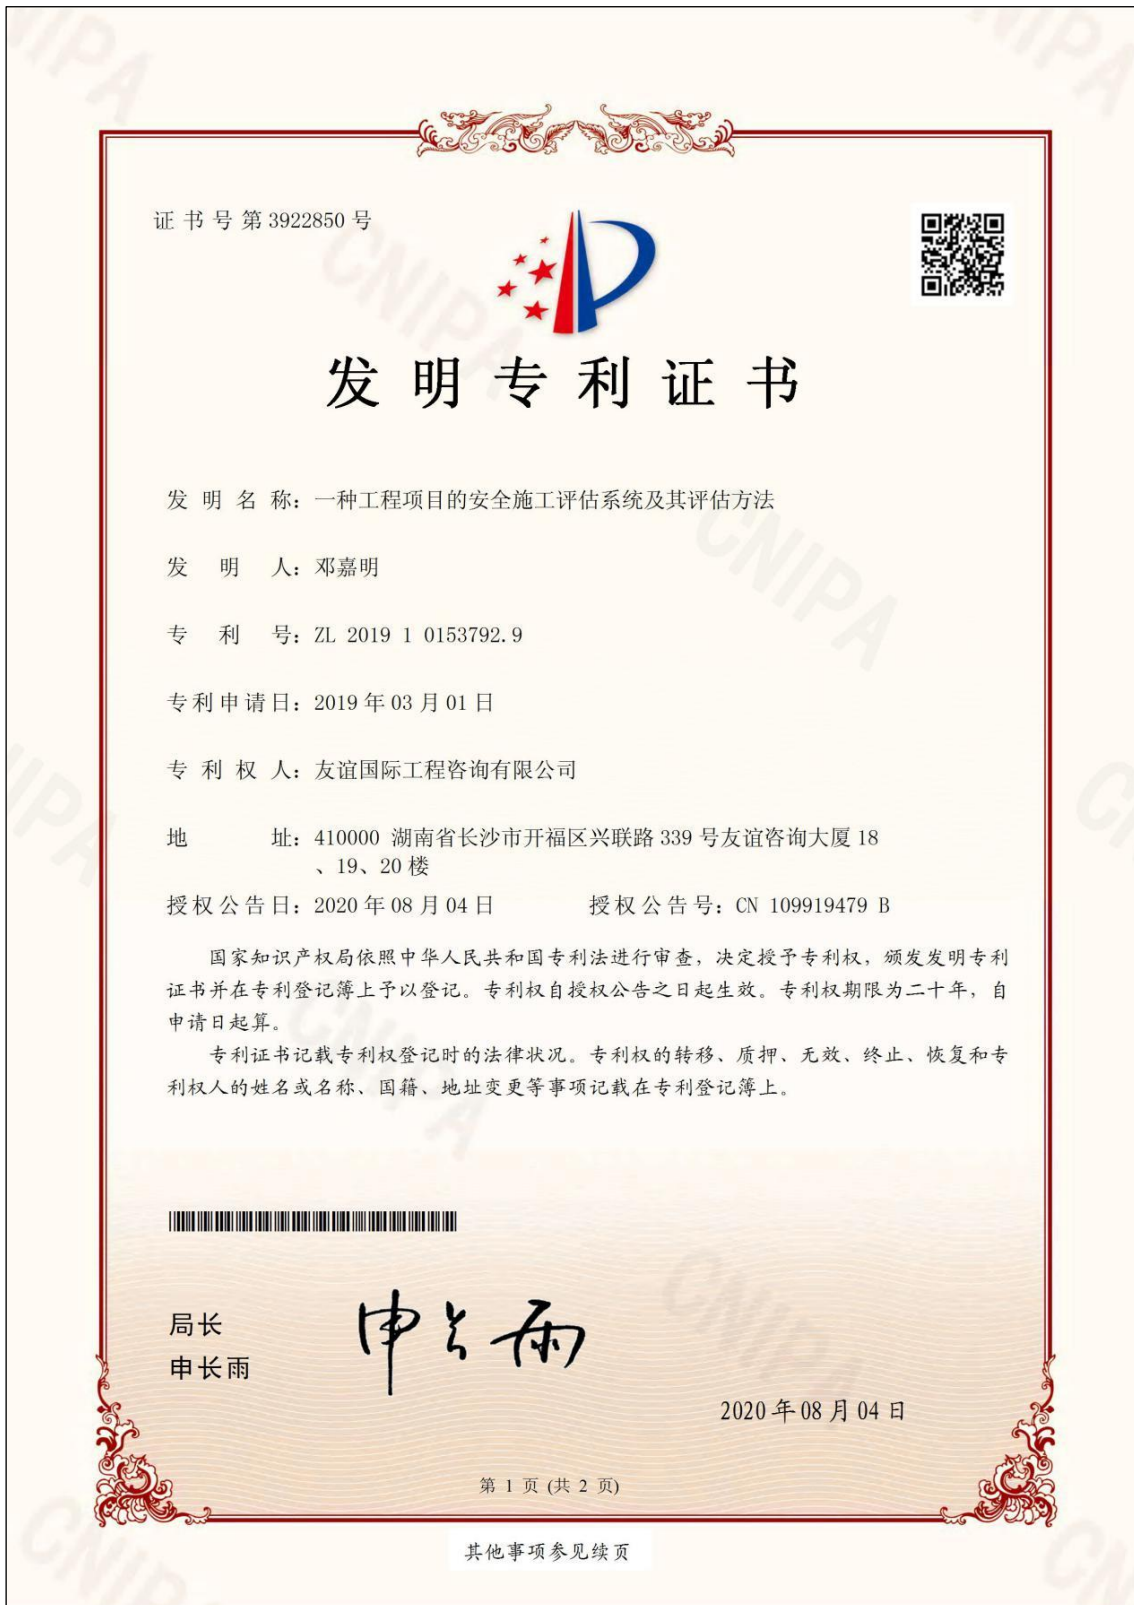 证书号第3922850号
发明专利证书
发明名称：一种工程项目的安全施工评估系统及其评估方法
发明人：邓嘉明
专利号：ZL 2019 1 0153792.9
专利申请日：2019年03月01日
专利权人：友谊国际工程咨询有限公司
地址：410000 湖南省长沙市开福区兴联路339号友谊咨询大厦18
、19、20楼
授权公告日：2020年08月04日 授权公告号：CN 109919479 B
国家知识产权局依照中华人民共和国专利法进行审查，决定授予专利权，颁发发明专利
证书并在专利登记簿上予以登记。专利权自授权公告之日起生效。专利权期限为二十年，自
申请日起算。
专利证书记载专利权登记时的法律状况。专利权的转移、质押、无效、终止、恢复和专
利权人的姓名或名称、国籍、地址变更等事项记载在专利登记簿上。
局长
申长雨
申长雨
2020年08月04日
第 1 页 (共 2 页)
其他事项参见续页
CNIPA
CNIPA
CNIPA
CNIPA
CNIPA
CNIPA
CNIPA
CNIPA
CNIPA
CNIPA